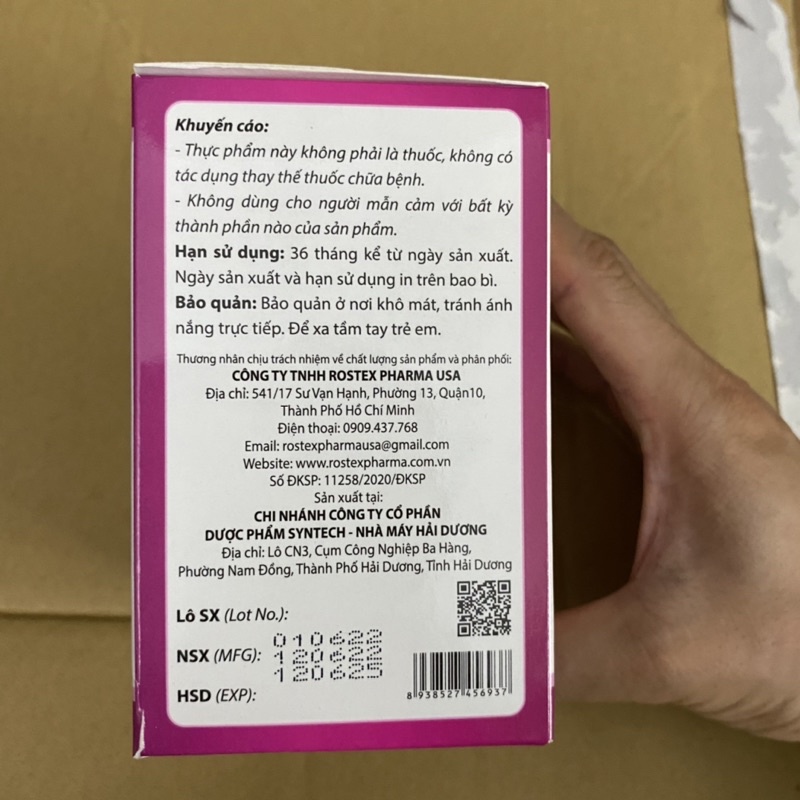 Khuyến cáo:
- Thực phẩm này không phải là thuốc, không có
tác dụng thay thế thuốc chữa bệnh.
- Không dùng cho người mẫn cảm với bất kỳ
thành phần nào của sản phẩm.
Hạn sử dụng: 36 tháng kể từ ngày sản xuất.
Ngày sản xuất và hạn sử dụng in trên bao bì.
Bảo quản: Bảo quản ở nơi khô mát, tránh ánh
nắng trực tiếp. Để xa tầm tay trẻ em.
Thương nhân chịu trách nhiệm về chất lượng sản phẩm và phân phối:
CÔNG TY TNHH ROSTEX PHARMA USA
Địa chỉ: 541/17 Sư Vạn Hạnh, Phường 13, Quận10,
Thành Phố Hồ Chí Minh
Điện thoại: 0909.437.768
Email: rostexpharmausa@gmail.com
Website: www.rostexpharma.com.vn
Số ĐKSP: 11258/2020/ĐKSP
Sản xuất tại:
CHI NHÁNH CÔNG TY CỔ PHẦN
DƯỢC PHẨM SYNTECH - NHÀ MÁY HẢI DƯƠNG
Địa chỉ: Lô CN3, Cụm Công Nghiệp Ba Hàng,
Phường Nam Đồng, Thành Phố Hải Dương, Tỉnh Hải Dương
Lô SX (Lot No.):
010622
NSX (MFG): 120622
120625
HSD (EXP):
8 938527 456937